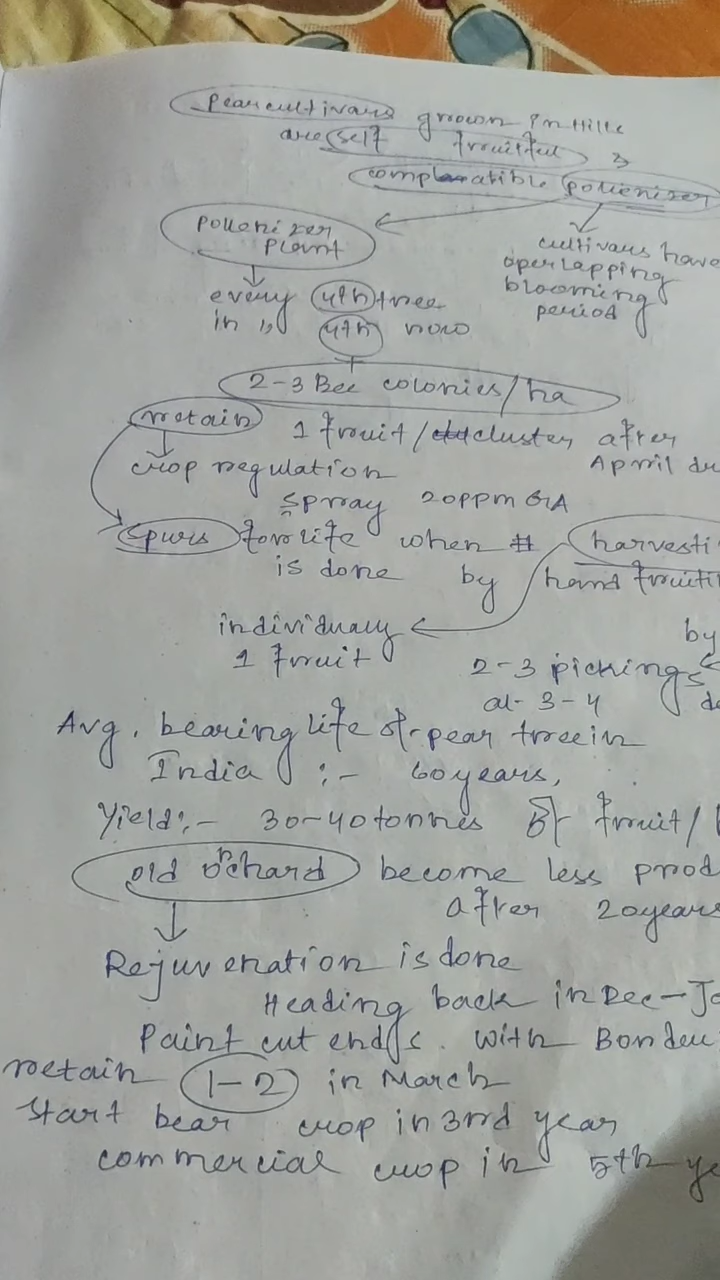 Pear cultivars grown in Hills
are self fruitful &
compatible pollenizer
pollenizer
plant
cultivars have
overlapping
blooming
period
every 4th tree
in 4th row
+
2-3 Bee colonies/ha
retain 1 fruit/cluster after
April
crop regulation
spray 20ppm GA
spurs for life when harvesti
is done by hand
individually
1 fruit
by
2-3 pickings
at 3-4
Avg. bearing life of pear tree in
India :- 60 years,
Yield:- 30-40 tonnes of fruit/
old orchard become less prod
after 20 years
Rejuvenation is done
Heading back in Dec-Ja
Paint cut ends with Bordeu
retain 1-2 in March
start bear crop in 3rd year
commercial crop in 5th ye